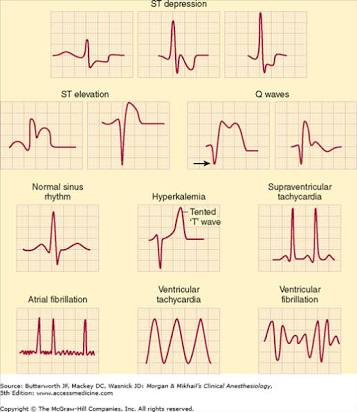 ST depression
ST elevation
Q waves
Normal sinus
rhythm
Hyperkalemia
Tented
'T' wave
Supraventricular
tachycardia
Atrial fibrillation
Ventricular
tachycardia
Ventricular
fibrillation
Source: Butterworth JF, Mackey DC, Wasnick JD: Morgan & Mikhail's Clinical Anesthesiology,
5th Edition: www.accessmedicine.com
Copyright © The McGraw-Hill Companies, Inc. All rights reserved.